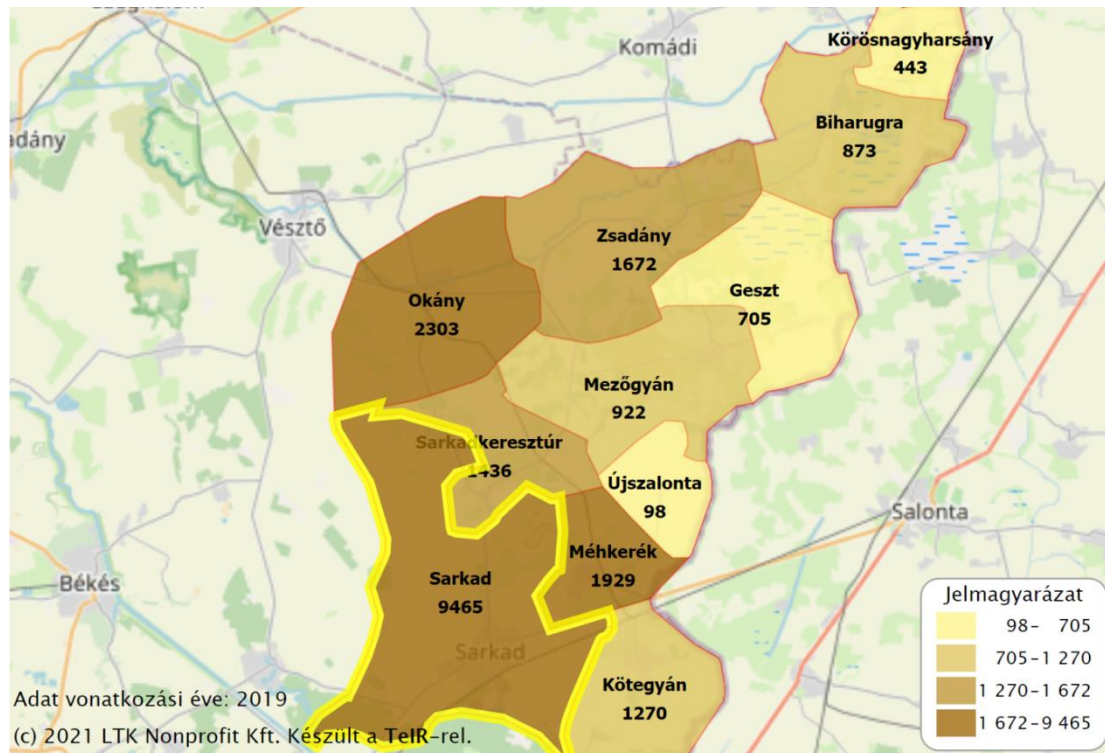 Komádi
Körösnagyharsány
443
adány
Biharugra
873
Vésztő
Zsadány
1672
Okány
2303
Geszt
705
Mezőgyán
922
Sarkadkeresztúr
1436
Újszalonta
98
Salonta
Méhkerék
1929
Békés
Sarkad
9465
Sarkad
Kötegyán
1270
Jelmagyarázat
98- 705
705-1 270
1 270-1 672
1 672-9 465
Adat vonatkozási éve: 2019
(c) 2021 LTK Nonprofit Kft. Készült a TeIR-rel.